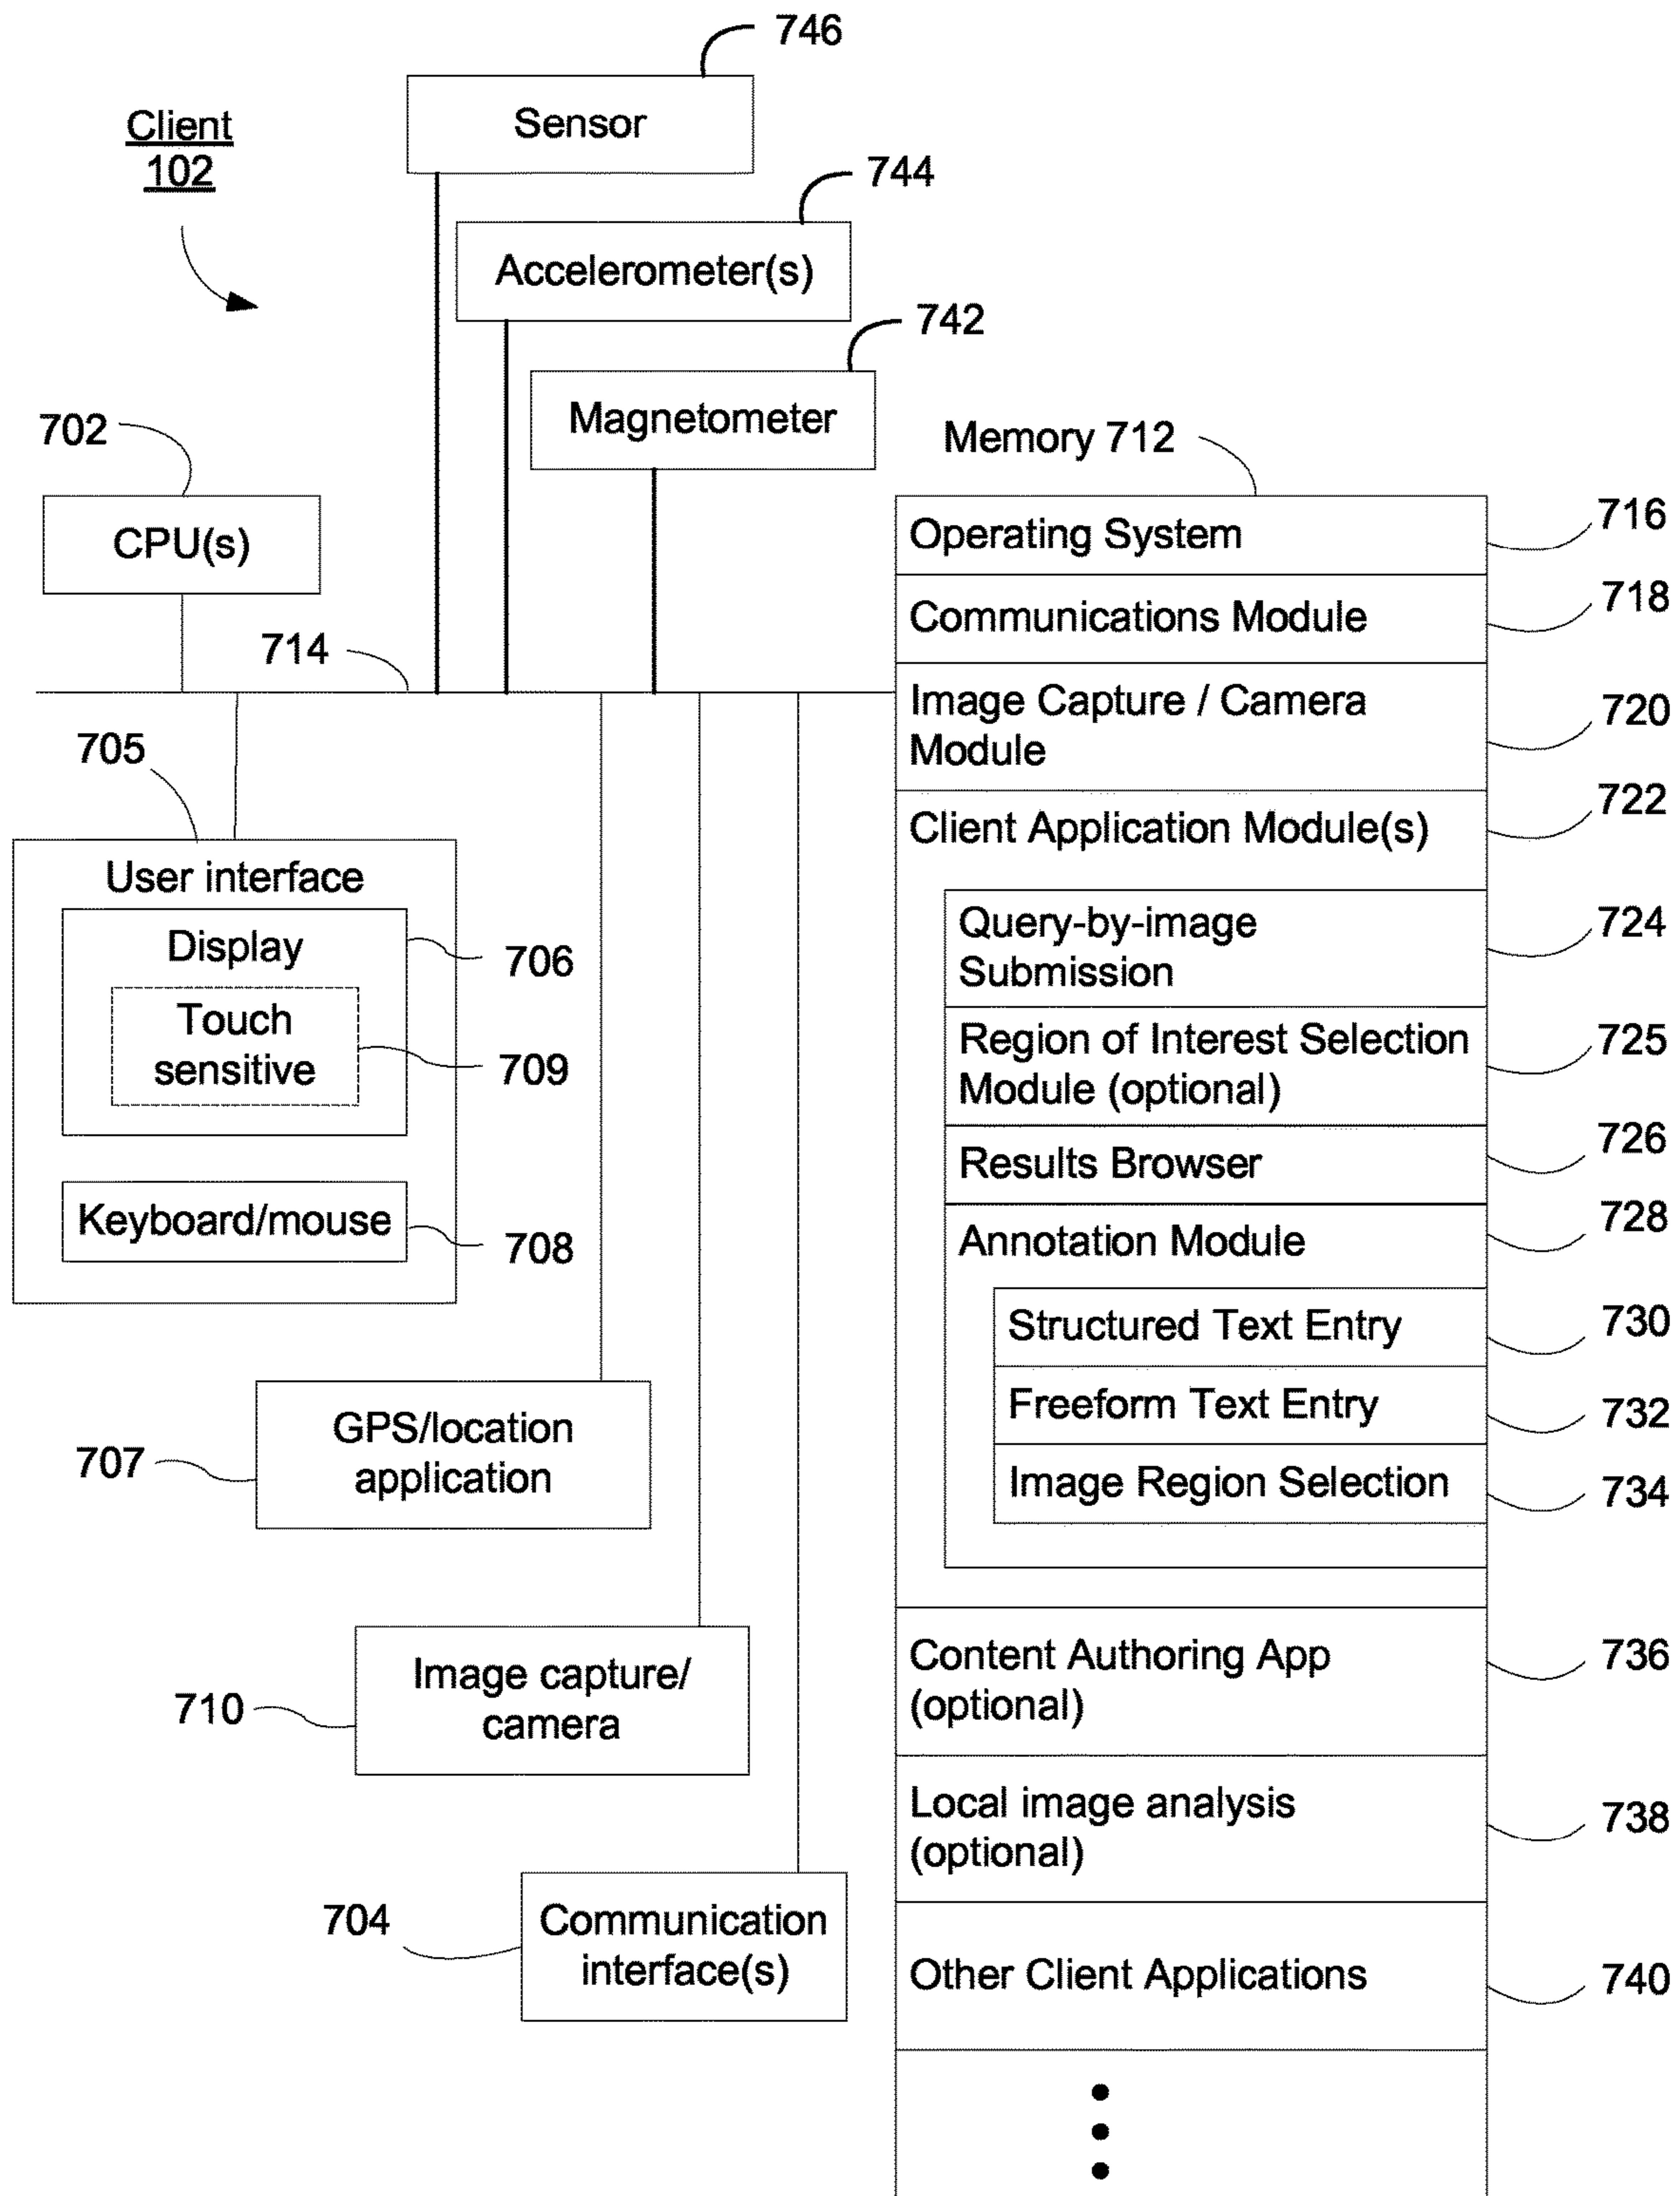 746
Sensor
Client
102
744
Accelerometer(s)
742
Magnetometer
702
CPU(s)
714
705
User interface
Display
706
Touch
sensitive
709
Keyboard/mouse
708
GPS/location
application
707
Image capture/
camera
710
704
Communication
interface(s)
Memory 712
Operating System
716
Communications Module
718
Image Capture / Camera
Module
720
Client Application Module(s)
722
Query-by-image
Submission
724
Region of Interest Selection
Module (optional)
725
Results Browser
726
Annotation Module
728
Structured Text Entry
730
Freeform Text Entry
732
Image Region Selection
734
Content Authoring App
(optional)
736
Local image analysis
(optional)
738
Other Client Applications
740